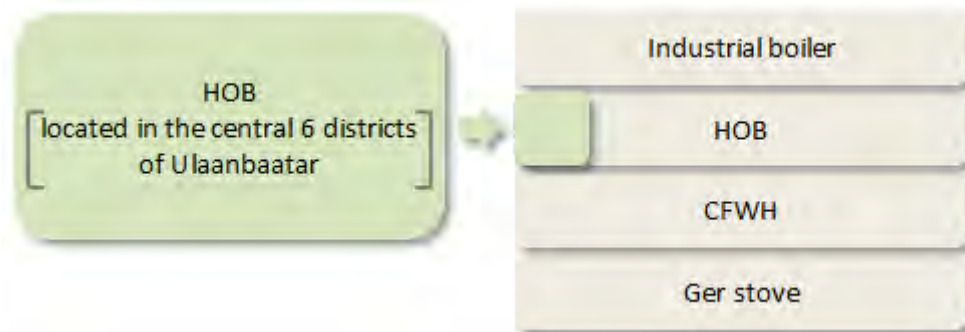 HOB
located in the central 6 districts
of Ulaanbaatar
Industrial boiler
HOB
CFWH
Ger stove